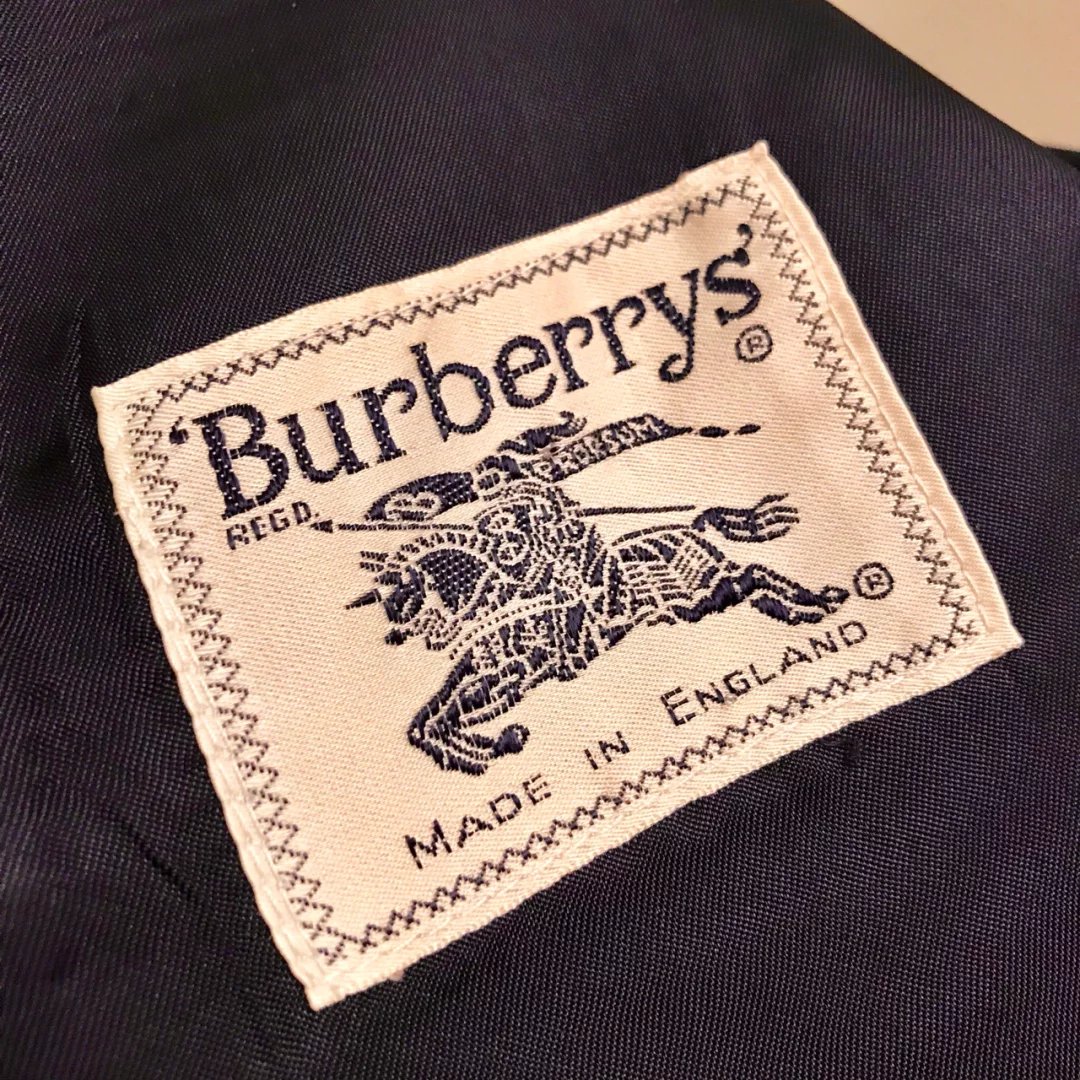 'Burberrys'®
REGD.
PRORSUM
®
MADE IN ENGLAND